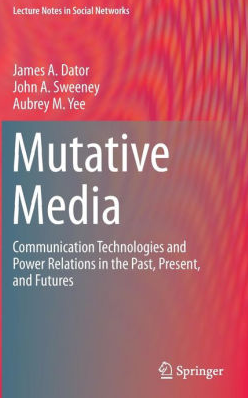 Lecture Notes in Social Networks
James A. Dator
John A. Sweeney
Aubrey M. Yee
Mutative
Media
Communication Technologies and
Power Relations in the Past, Present,
and Futures
Springer